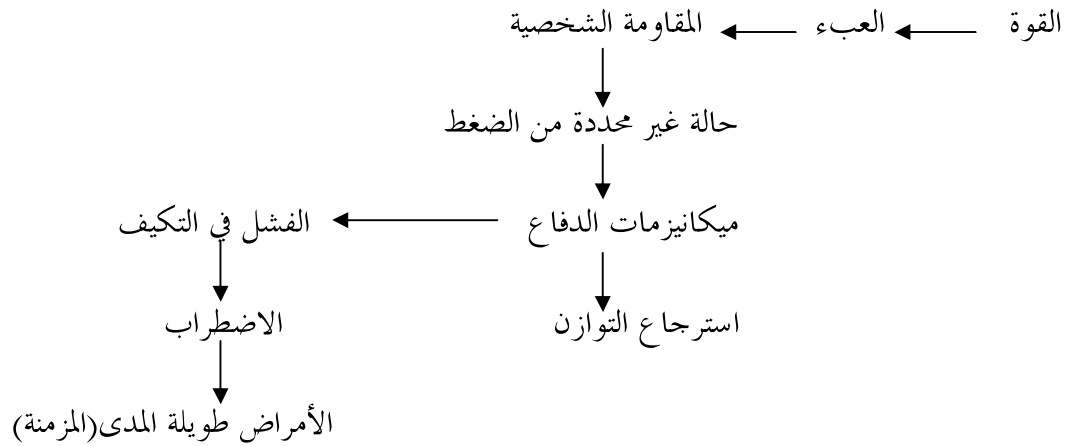 القوة العبء المقاومة الشخصية
حالة غير محددة من الضغط
ميكانيزمات الدفاع الفشل في التكيف
استرجاع التوازن الاضطراب
الأمراض طويلة المدى(المزمنة)